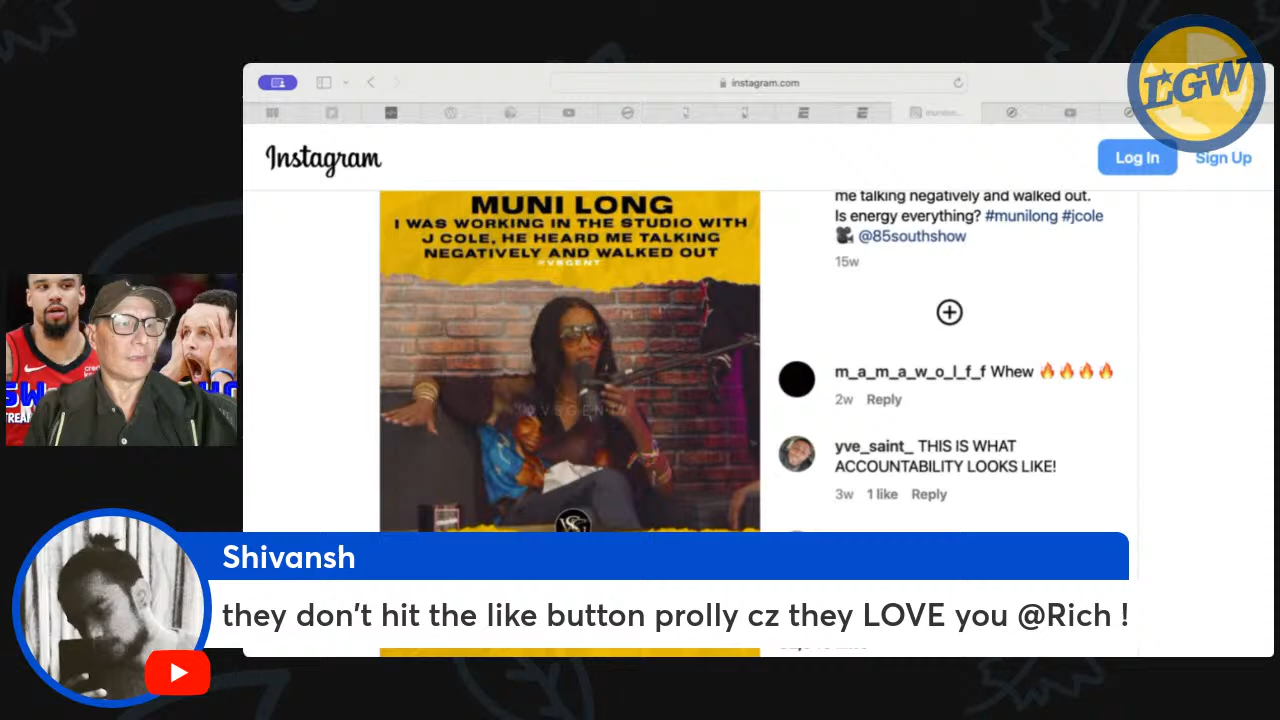 instagram.com
LGW
Instagram
Log In
Sign Up
MUNI LONG
I WAS WORKING IN THE STUDIO WITH
J COLE, HE HEARD ME TALKING
NEGATIVELY AND WALKED OUT
@VSGENT
me talking negatively and walked out.
Is energy everything? #munilong #jcole
@85southshow
15w
m_a_m_a_w_o_l_f_f Whew 🔥🔥🔥🔥
2w Reply
yve_saint_ THIS IS WHAT
ACCOUNTABILITY LOOKS LIKE!
3w 1 like Reply
VSG
Shivansh
they don't hit the like button prolly cz they LOVE you @Rich !